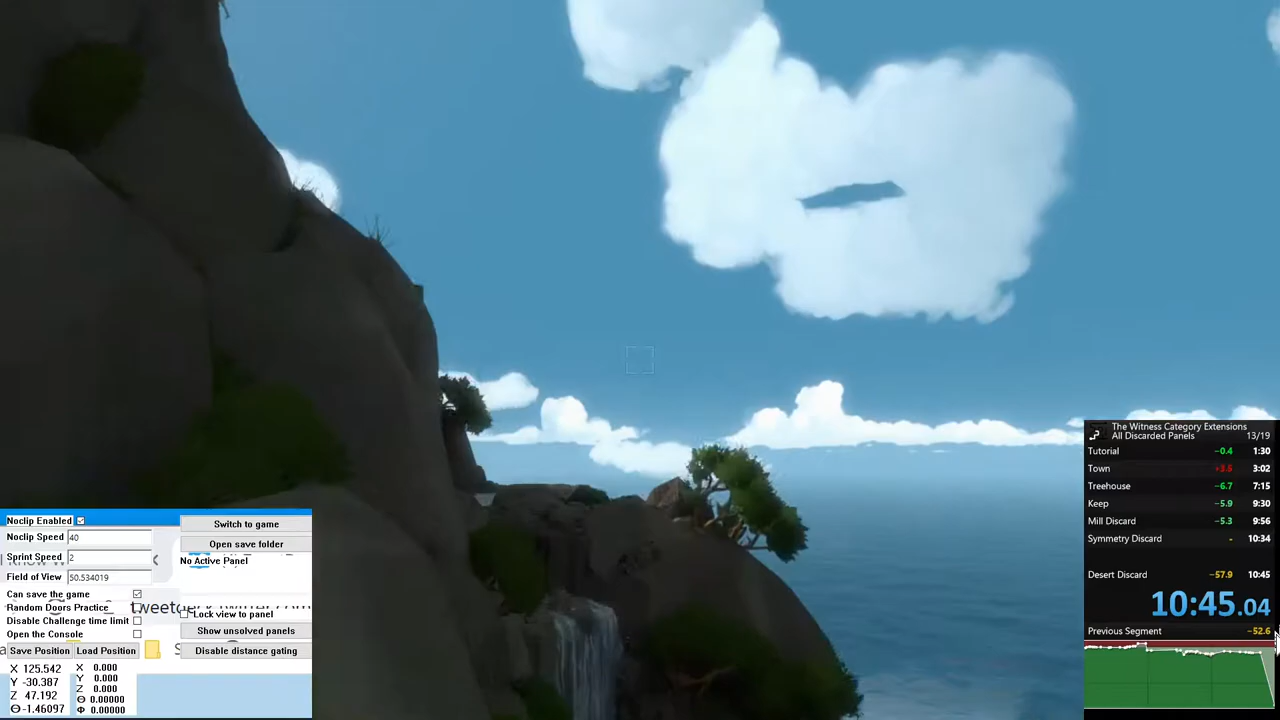 The Witness Category Extensions
All Discarded Panels 13/19
Tutorial -0.4 1:30
Town +3.5 3:02
Treehouse -6.7 7:15
Keep -5.9 9:30
Mill Discard -5.3 9:56
Symmetry Discard - 10:34
Desert Discard -57.9 10:45
10:45.04
Previous Segment -52.6
Noclip Enabled
Noclip Speed 40
Sprint Speed 2
Field of View 50.534019
Can save the game
Random Doors Practice
Disable Challenge time limit
Open the Console
Save Position Load Position
X 125.542 X 0.000
Y -30.387 Y 0.000
Z 47.192 Z 0.000
Θ -1.46097 Θ 0.00000
Φ 0.00000
Switch to game
Open save folder
No Active Panel
Lock view to panel
Show unsolved panels
Disable distance gating